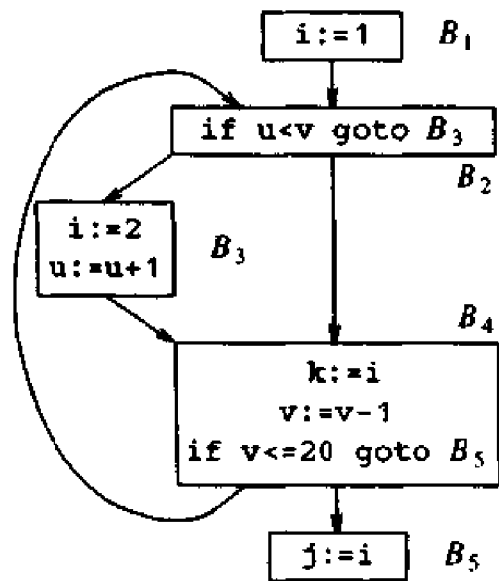 i:=1 B₁
if u<v goto B₃
B₂
i:=2
u:=u+1
B₃
B₄
k:=i
v:=v-1
if v<=20 goto B₅
j:=i B₅